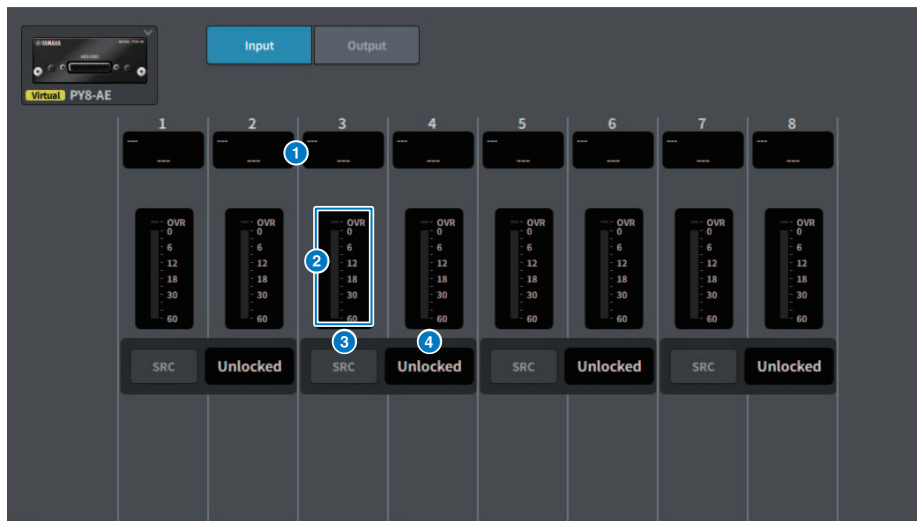 YAMAHA
Input
Output
Virtual PY8-AE
1 2 3 4 5 6 7 8
--- --- --- --- --- --- --- ---
1
--- --- --- --- --- --- --- ---
OVR OVR OVR OVR OVR OVR OVR OVR
0 0 0 0 0 0 0 0
6 6 6 6 6 6 6 6
2
12 12 12 12 12 12 12 12
18 18 18 18 18 18 18 18
30 30 30 30 30 30 30 30
60 60 60 60 60 60 60 60
3 4
SRC Unlocked SRC Unlocked SRC Unlocked SRC Unlocked